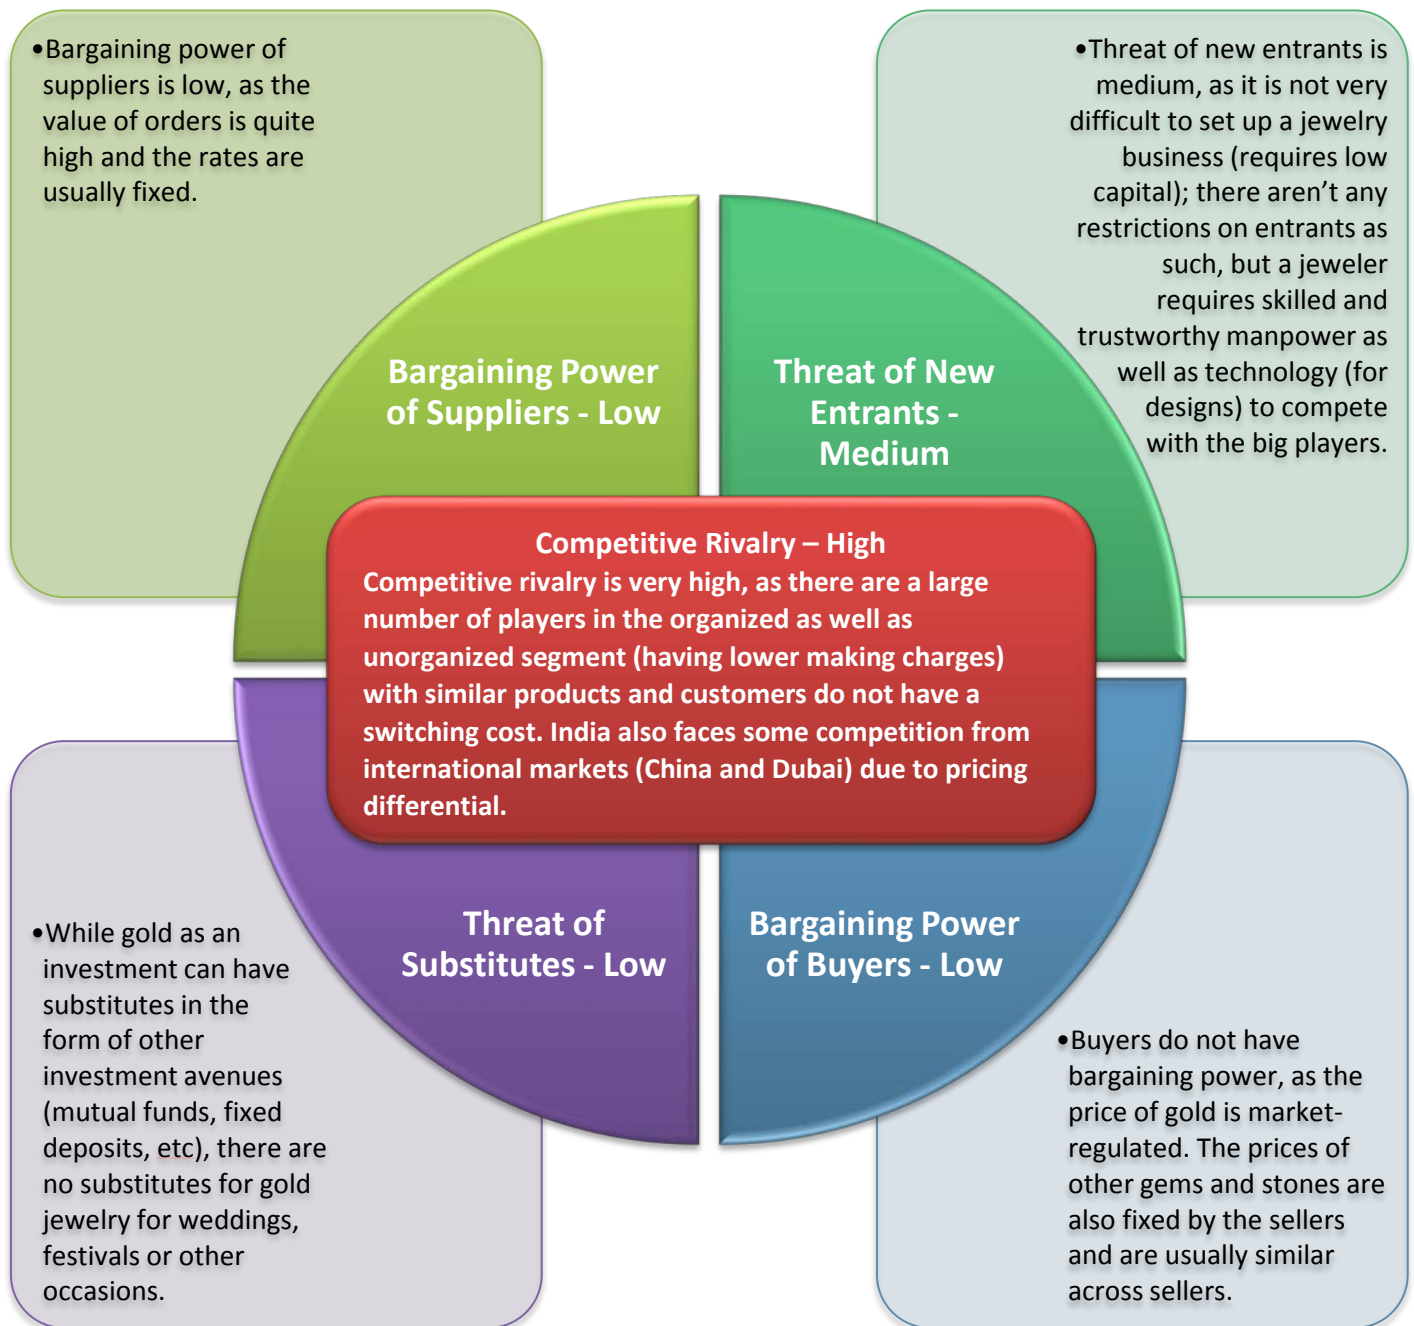 •Bargaining power of
suppliers is low, as the
value of orders is quite
high and the rates are
usually fixed.
•Threat of new entrants is
medium, as it is not very
difficult to set up a jewelry
business (requires low
capital); there aren’t any
restrictions on entrants as
such, but a jeweler
requires skilled and
trustworthy manpower as
well as technology (for
designs) to compete
with the big players.
Bargaining Power
of Suppliers - Low
Threat of New
Entrants -
Medium
Competitive Rivalry – High
Competitive rivalry is very high, as there are a large
number of players in the organized as well as
unorganized segment (having lower making charges)
with similar products and customers do not have a
switching cost. India also faces some competition from
international markets (China and Dubai) due to pricing
differential.
Threat of
Substitutes - Low
Bargaining Power
of Buyers - Low
•While gold as an
investment can have
substitutes in the
form of other
investment avenues
(mutual funds, fixed
deposits, etc), there are
no substitutes for gold
jewelry for weddings,
festivals or other
occasions.
•Buyers do not have
bargaining power, as the
price of gold is market-
regulated. The prices of
other gems and stones are
also fixed by the sellers
and are usually similar
across sellers.